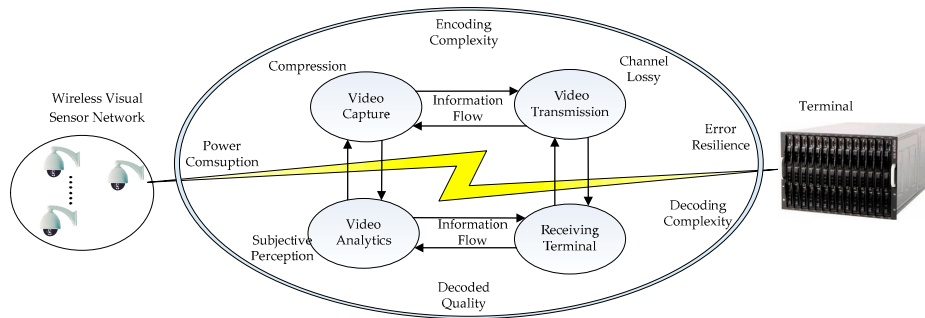 Encoding
Complexity
Compression
Channel
Lossy
Wireless Visual
Sensor Network
Video
Capture
Information
Flow
Video
Transmission
Terminal
Power
Comsuption
Error
Resilience
Subjective
Perception
Video
Analytics
Information
Flow
Receiving
Terminal
Decoding
Complexity
Decoded
Quality